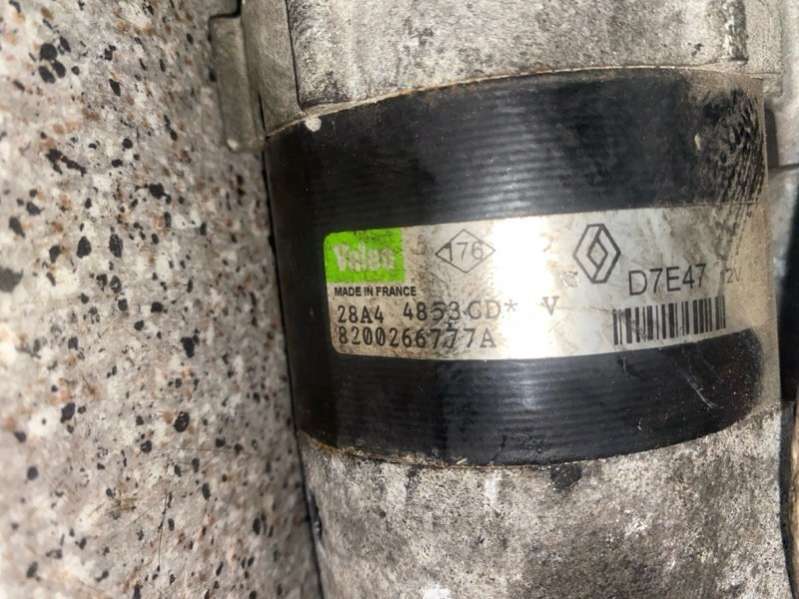 Valeo
176
D7E47 12V
MADE IN FRANCE
28A4 4853CD* V
8200266777A